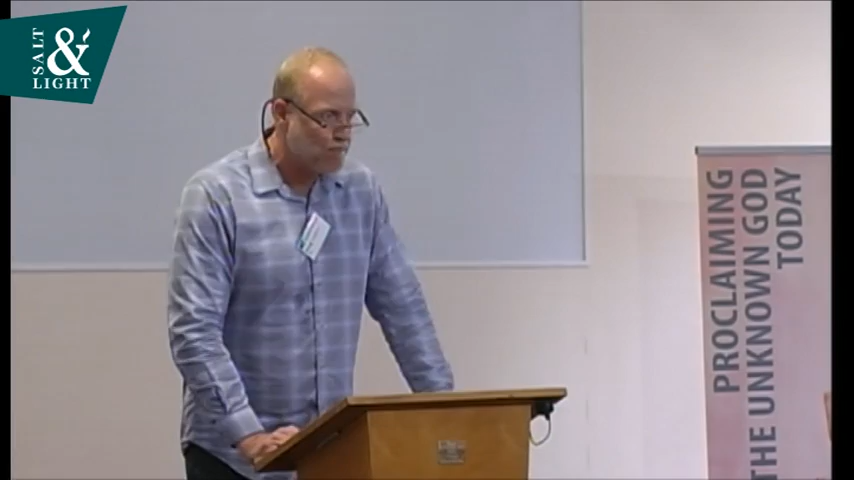 SALT
&
LIGHT
PROCLAIMING
THE UNKNOWN GOD
TODAY